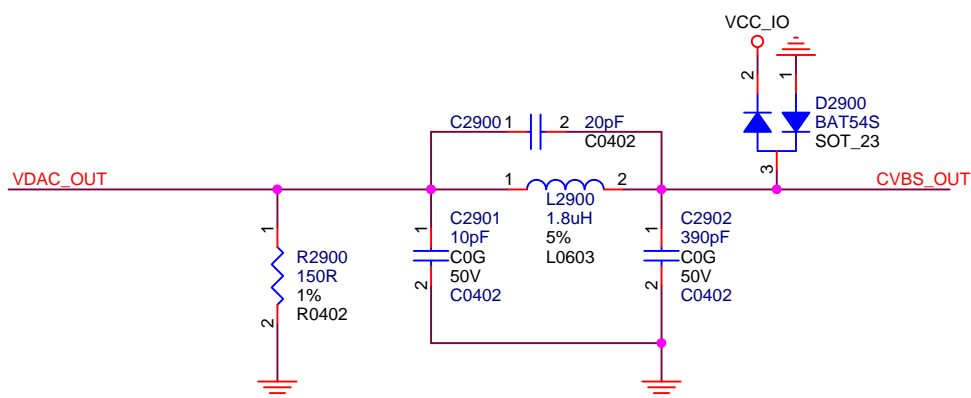 VCC_IO
2
1
D2900
BAT54S
SOT_23
3
C2900
1
2
20pF
C0402
VDAC_OUT
CVBS_OUT
1
2
L2900
1.8uH
5%
L0603
1
R2900
150R
1%
R0402
2
1
C2901
10pF
C0G
50V
C0402
2
1
C2902
390pF
C0G
50V
C0402
2